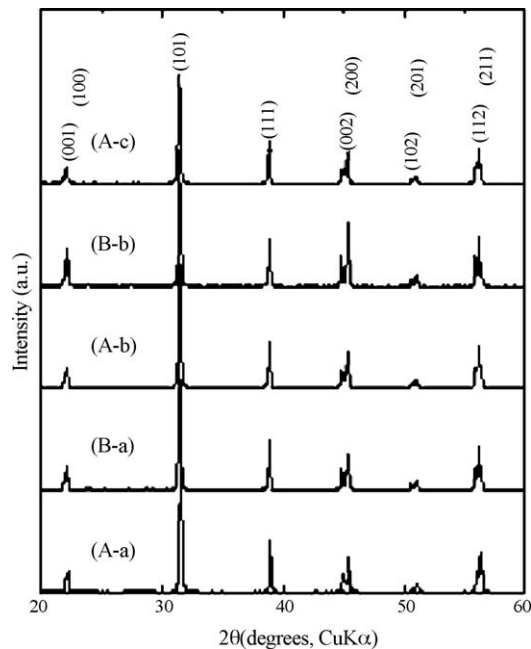 (101)
(100)
(200)
(201)
(211)
(001)
(111)
(002)
(102)
(112)
(A-c)
(B-b)
(A-b)
(B-a)
(A-a)
Intensity (a.u.)
20 30 40 50 60
2θ(degrees, CuKα)